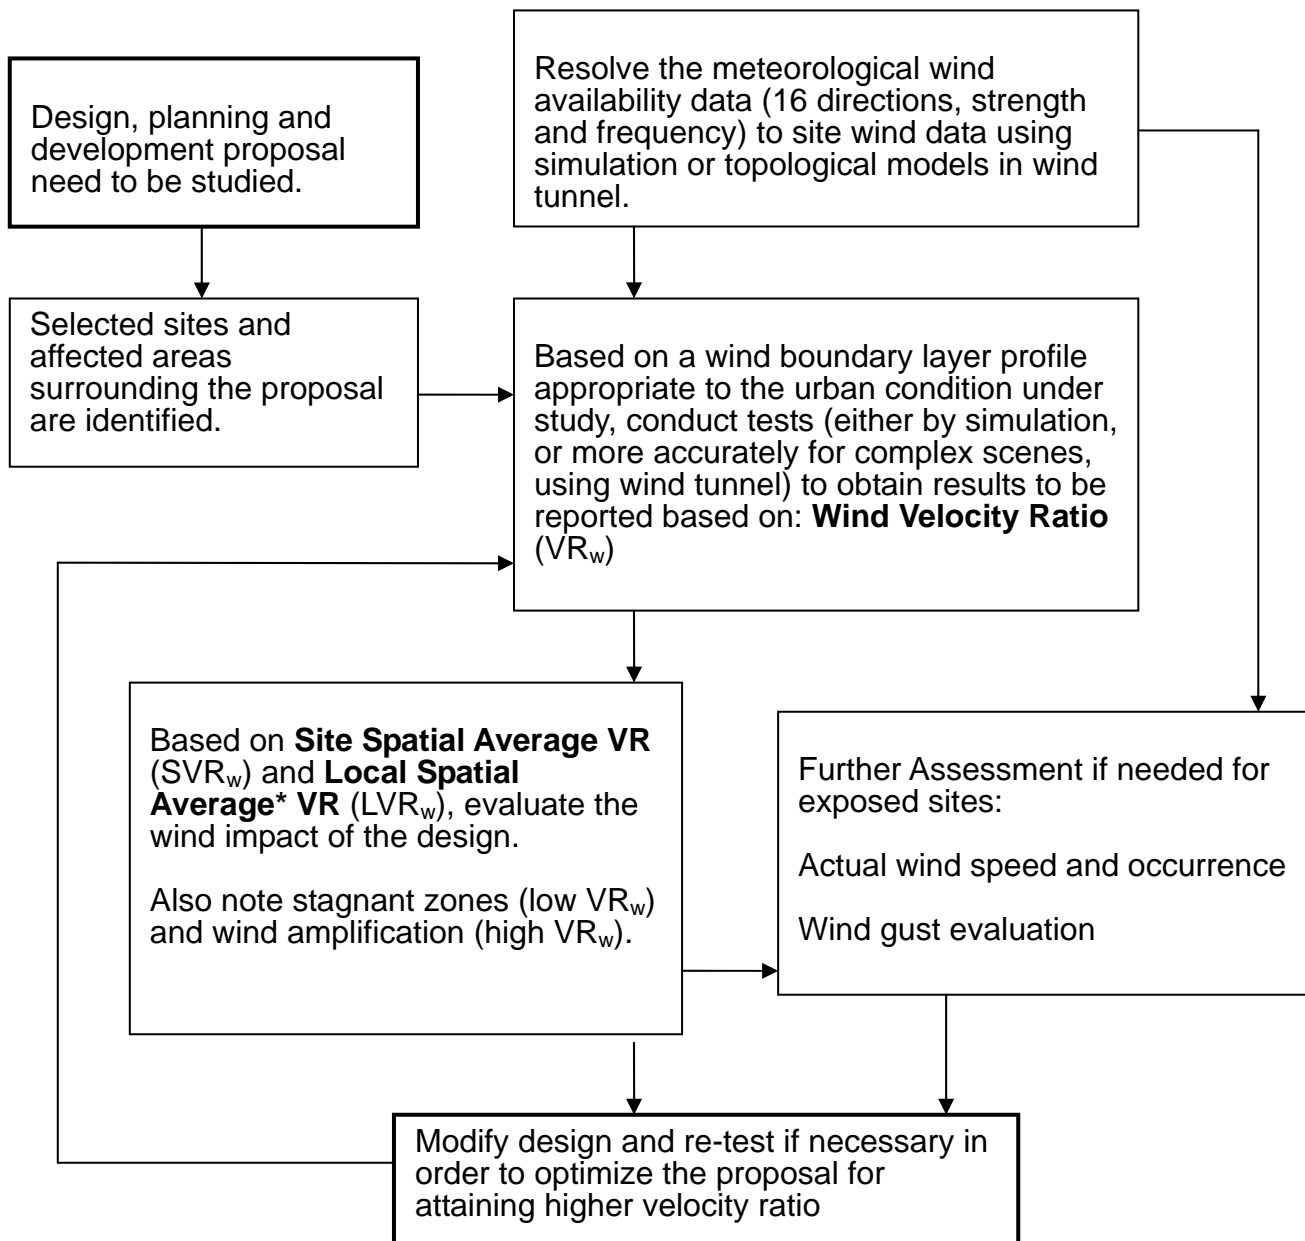 Design, planning and
development proposal
need to be studied.
Resolve the meteorological wind
availability data (16 directions, strength
and frequency) to site wind data using
simulation or topological models in wind
tunnel.
Selected sites and
affected areas
surrounding the proposal
are identified.
Based on a wind boundary layer profile
appropriate to the urban condition under
study, conduct tests (either by simulation,
or more accurately for complex scenes,
using wind tunnel) to obtain results to be
reported based on: Wind Velocity Ratio
(VRw)
Based on Site Spatial Average VR
(SVRw) and Local Spatial
Average* VR (LVRw), evaluate the
wind impact of the design.
Also note stagnant zones (low VRw)
and wind amplification (high VRw).
Further Assessment if needed for
exposed sites:
Actual wind speed and occurrence
Wind gust evaluation
Modify design and re-test if necessary in
order to optimize the proposal for
attaining higher velocity ratio